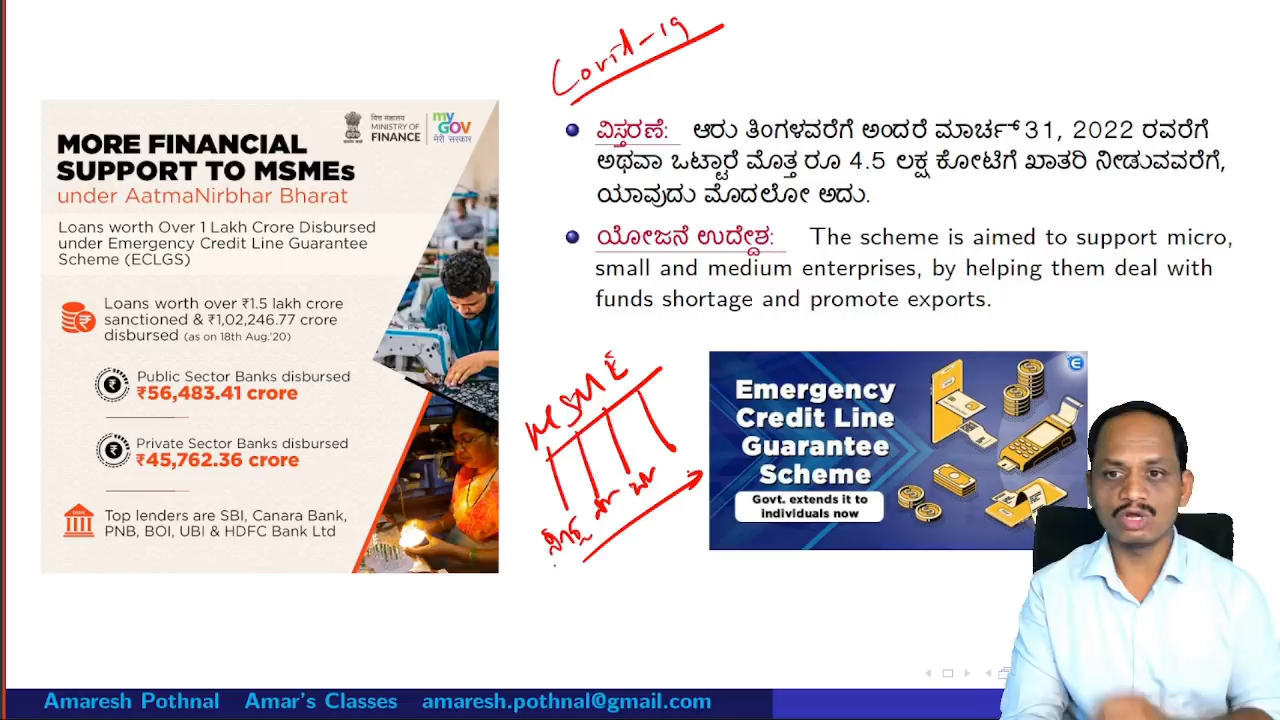 Covid-19
वित्त मंत्रालय
MINISTRY OF
FINANCE
my
GOV
मेरी सरकार
MORE FINANCIAL
SUPPORT TO MSMEs
under AatmaNirbhar Bharat
Loans worth Over 1 Lakh Crore Disbursed
under Emergency Credit Line Guarantee
Scheme (ECLGS)
Loans worth over ₹1.5 lakh crore
sanctioned & ₹1,02,246.77 crore
disbursed (as on 18th Aug.'20)
Public Sector Banks disbursed
₹56,483.41 crore
Private Sector Banks disbursed
₹45,762.36 crore
Top lenders are SBI, Canara Bank,
PNB, BOI, UBI & HDFC Bank Ltd
ವಿಸ್ತರಣೆ: ಆರು ತಿಂಗಳವರೆಗೆ ಅಂದರೆ ಮಾರ್ಚ್ 31, 2022 ರವರೆಗೆ
ಅಥವಾ ಒಟ್ಟಾರೆ ಮೊತ್ತ ರೂ 4.5 ಲಕ್ಷ ಕೋಟಿಗೆ ಖಾತರಿ ನೀಡುವವರೆಗೆ,
ಯಾವುದು ಮೊದಲೋ ಅದು.
ಯೋಜನೆ ಉದ್ದೇಶ: The scheme is aimed to support micro,
small and medium enterprises, by helping them deal with
funds shortage and promote exports.
MSME
Emergency
Credit Line
Guarantee
Scheme
Govt. extends it to
individuals now
Amaresh Pothnal Amar's Classes amaresh.pothnal@gmail.com